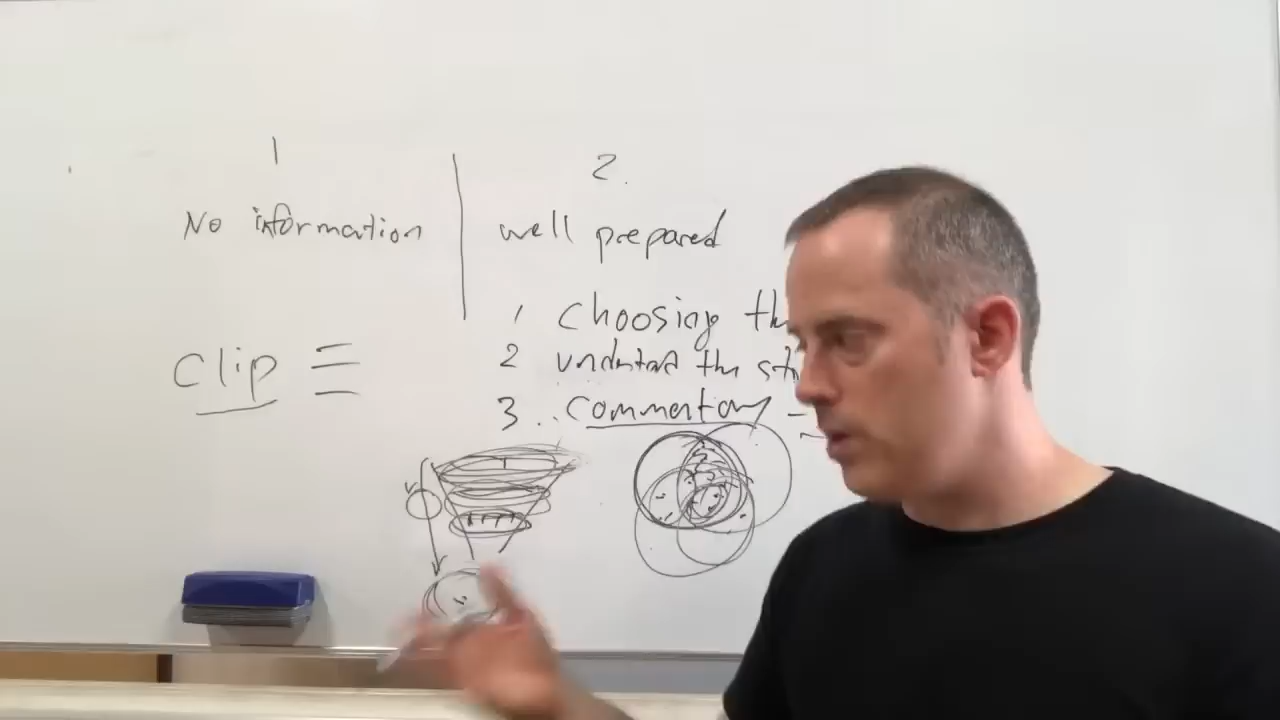 1
2.
No information
well prepared
1 choosing th
clip
2 understand the st
3. Commentary -